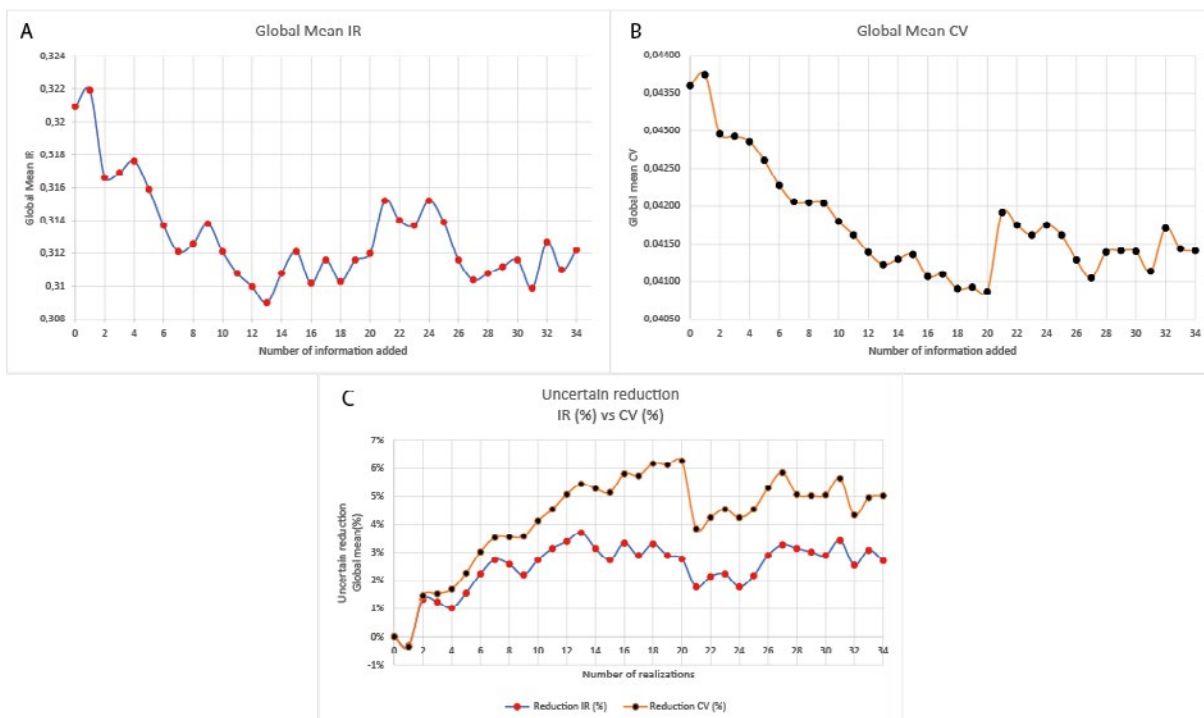 A
Global Mean IR
0,324
0,322
0,32
0,318
0,316
0,314
0,312
0,31
0,308
Global Mean IR
0 2 4 6 8 10 12 14 16 18 20 22 24 26 28 30 32 34
Number of information added
B
Global Mean CV
0,04400
0,04350
0,04300
0,04250
0,04200
0,04150
0,04100
0,04050
Global mean CV
0 2 4 6 8 10 12 14 16 18 20 22 24 26 28 30 32 34
Number of information added
C
Uncertain reduction
IR (%) vs CV (%)
7%
6%
5%
4%
3%
2%
1%
0%
-1%
Uncertain reduction
Global mean(%)
0 2 4 6 8 10 12 14 16 18 20 22 24 26 28 30 32 34
Number of realizations
Reduction IR (%) Reduction CV (%)